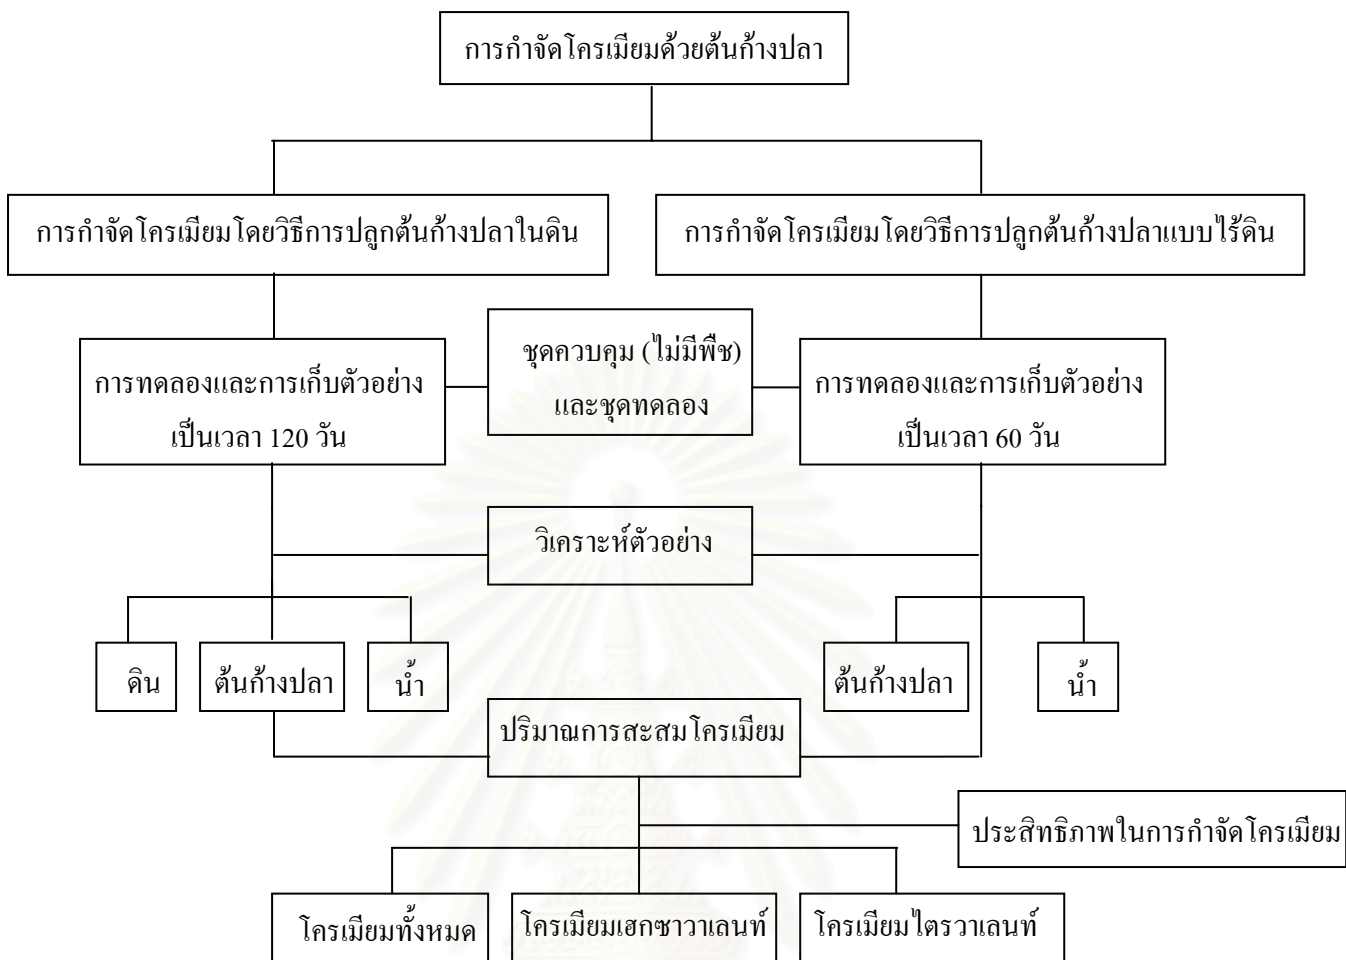 การกำจัดโครเมียมด้วยต้นก้างปลา
การกำจัดโครเมียมโดยวิธีการปลูกต้นก้างปลาในดิน
การกำจัดโครเมียมโดยวิธีการปลูกต้นก้างปลาแบบไร้ดิน
การทดลองและการเก็บตัวอย่าง
เป็นเวลา 120 วัน
ชุดควบคุม (ไม่มีพืช)
และชุดทดลอง
การทดลองและการเก็บตัวอย่าง
เป็นเวลา 60 วัน
วิเคราะห์ตัวอย่าง
ดิน
ต้นก้างปลา
น้ำ
ต้นก้างปลา
น้ำ
ปริมาณการสะสมโครเมียม
ประสิทธิภาพในการกำจัดโครเมียม
โครเมียมทั้งหมด
โครเมียมเฮกซาวาเลนท์
โครเมียมไตรวาเลนท์